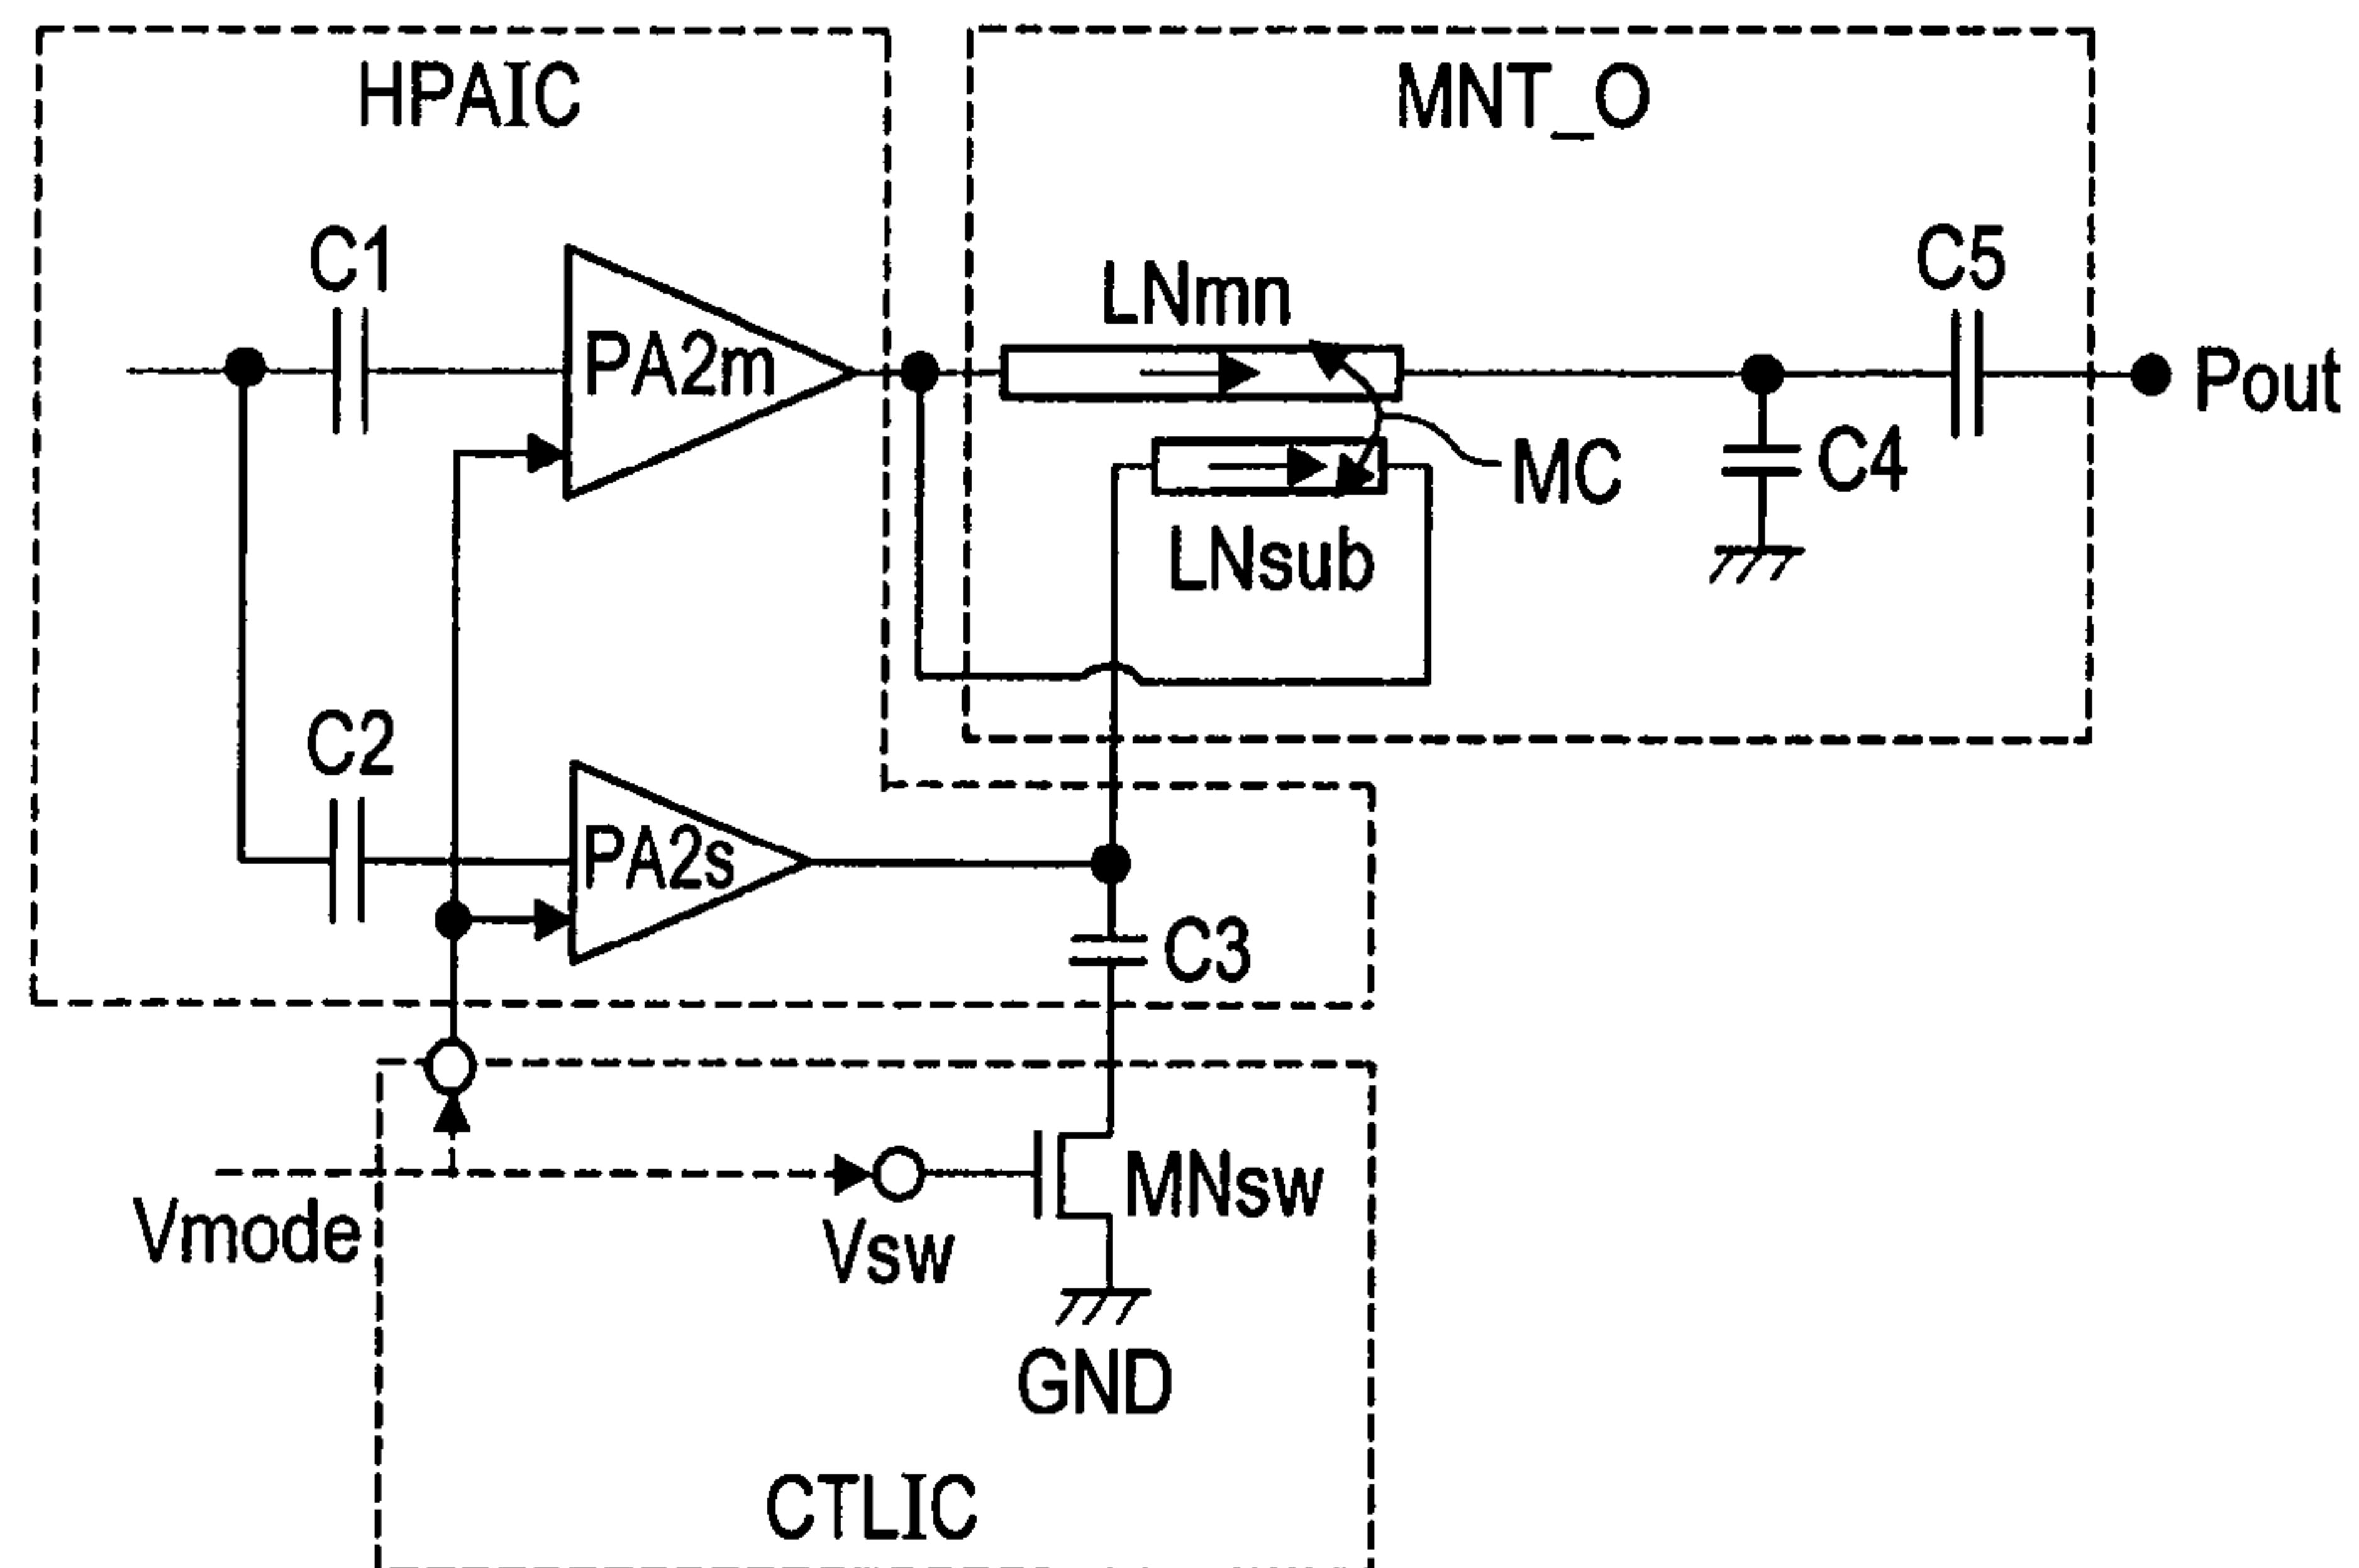 HPAIC
MNT_O
C1
PA2m
LNmn
C5
Pout
MC
C4
LNsub
C2
PA2s
C3
Vmode
Vsw
MNsw
GND
CTLIC